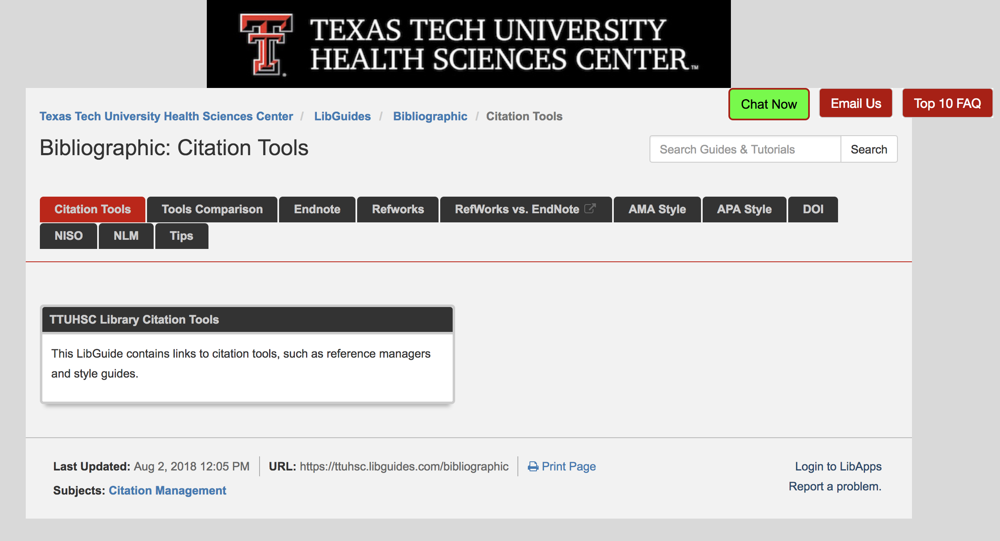 TEXAS TECH UNIVERSITY
HEALTH SCIENCES CENTER™
Chat Now Email Us Top 10 FAQ
Texas Tech University Health Sciences Center / LibGuides / Bibliographic / Citation Tools
Bibliographic: Citation Tools
Search Guides & Tutorials Search
Citation Tools Tools Comparison Endnote Refworks RefWorks vs. EndNote AMA Style APA Style DOI
NISO NLM Tips
TTUHSC Library Citation Tools
This LibGuide contains links to citation tools, such as reference managers
and style guides.
Last Updated: Aug 2, 2018 12:05 PM URL: https://ttuhsc.libguides.com/bibliographic Print Page Login to LibApps
Report a problem.
Subjects: Citation Management